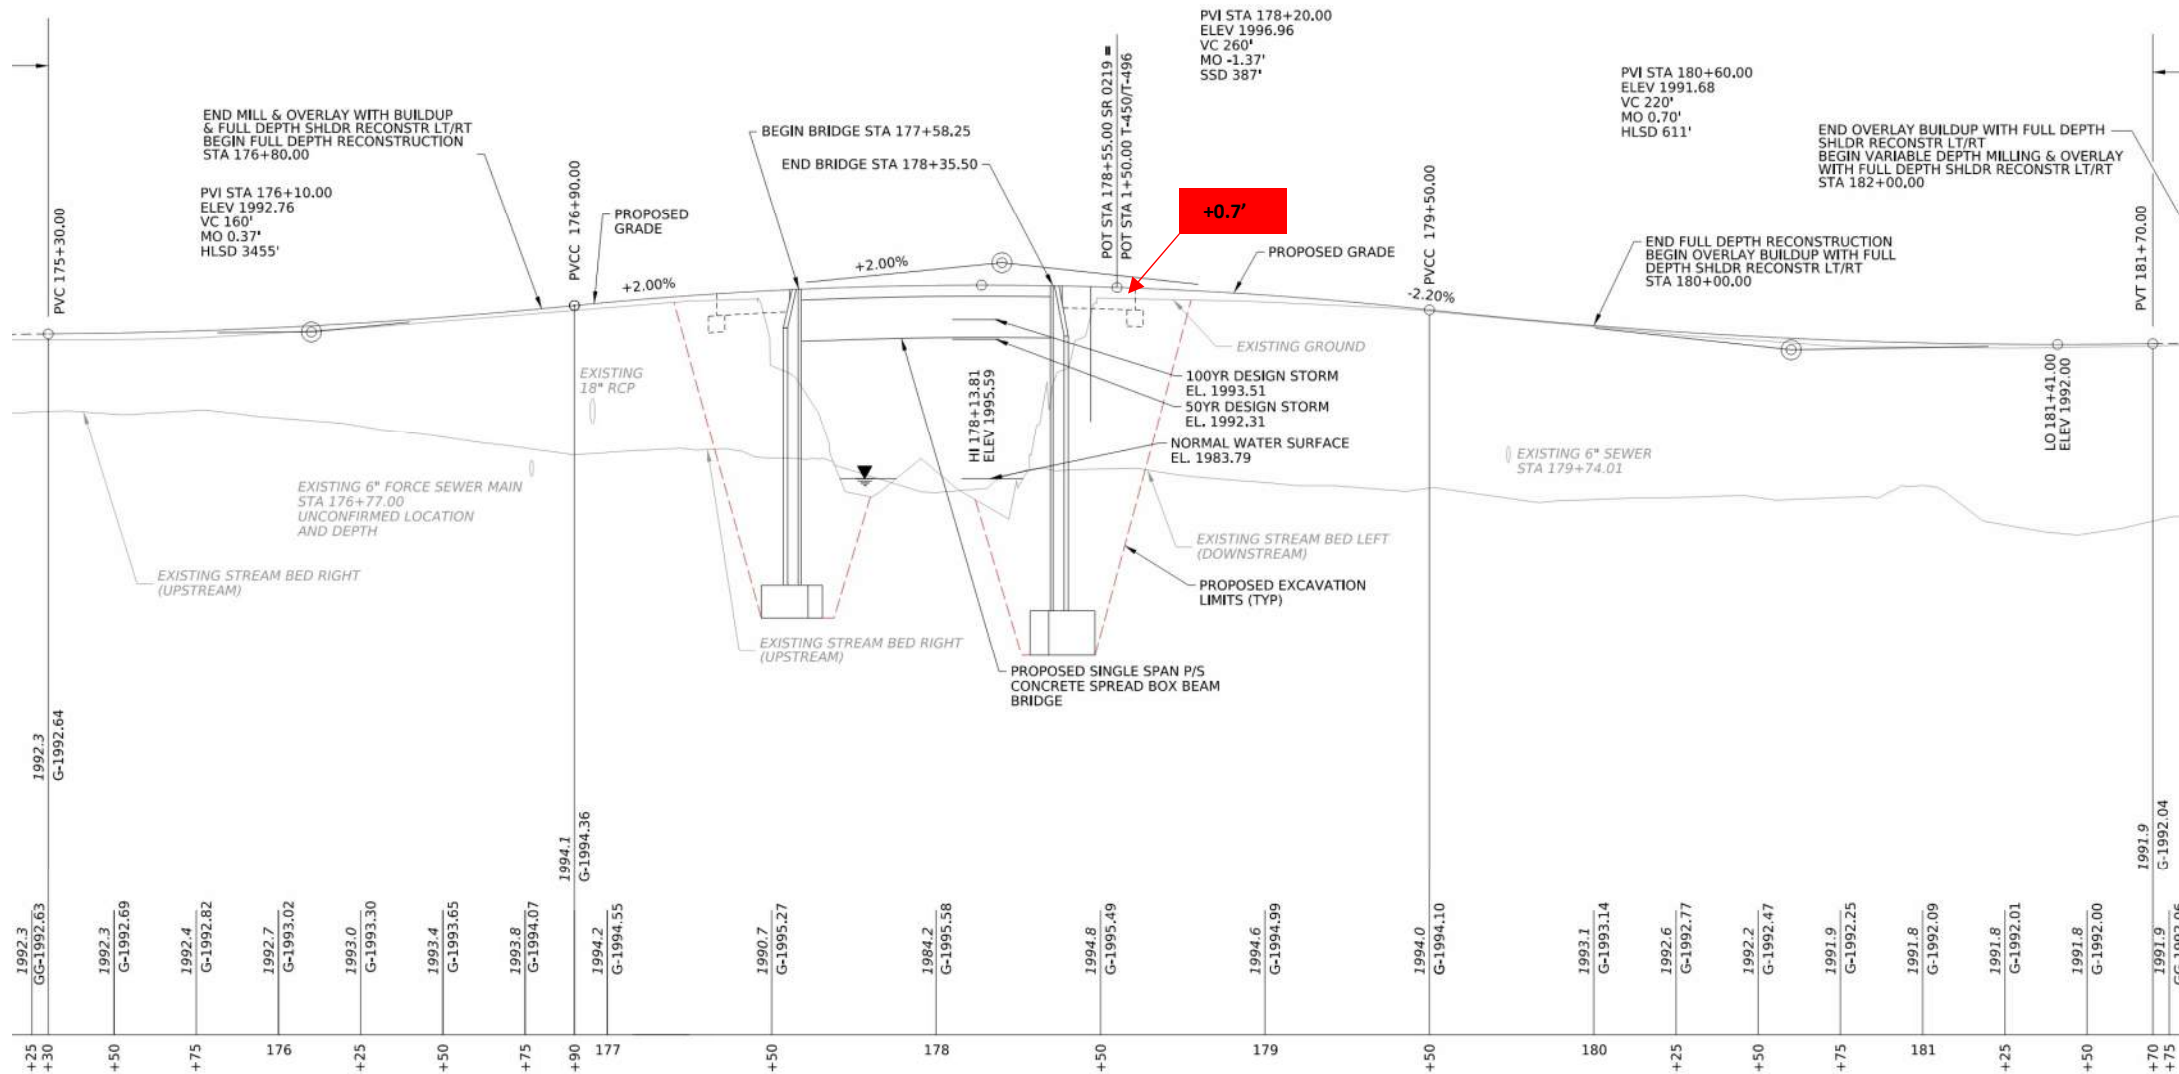 PVI STA 178+20.00
ELEV 1996.96
VC 260'
MO -1.37'
SSD 387'
PVI STA 180+60.00
ELEV 1991.68
VC 220'
MO 0.70'
HLSD 611'
END MILL & OVERLAY WITH BUILDUP
& FULL DEPTH SHLDR RECONSTR LT/RT
BEGIN FULL DEPTH RECONSTRUCTION
STA 176+80.00
PVI STA 176+10.00
ELEV 1992.76
VC 160'
MO 0.37'
HLSD 3455'
PVC 175+30.00
PVCC 176+90.00
PROPOSED
GRADE
+2.00%
BEGIN BRIDGE STA 177+58.25
END BRIDGE STA 178+35.50
+2.00%
POT STA 178+55.00 SR 0219 =
POT STA 1+50.00 T-450/T-496
+0.7'
PROPOSED GRADE
-2.20%
PVCC 179+50.00
END OVERLAY BUILDUP WITH FULL DEPTH
SHLDR RECONSTR LT/RT
BEGIN VARIABLE DEPTH MILLING & OVERLAY
WITH FULL DEPTH SHLDR RECONSTR LT/RT
STA 182+00.00
END FULL DEPTH RECONSTRUCTION
BEGIN OVERLAY BUILDUP WITH FULL
DEPTH SHLDR RECONSTR LT/RT
STA 180+00.00
PVT 181+70.00
EXISTING GROUND
EXISTING
18" RCP
100YR DESIGN STORM
EL. 1993.51
50YR DESIGN STORM
EL. 1992.31
NORMAL WATER SURFACE
EL. 1983.79
HI 178+13.81
ELEV 1995.59
LO 181+41.00
ELEV 1992.00
EXISTING 6" SEWER
STA 179+74.01
EXISTING 6" FORCE SEWER MAIN
STA 176+77.00
UNCONFIRMED LOCATION
AND DEPTH
EXISTING STREAM BED LEFT
(DOWNSTREAM)
EXISTING STREAM BED RIGHT
(UPSTREAM)
PROPOSED EXCAVATION
LIMITS (TYP)
EXISTING STREAM BED RIGHT
(UPSTREAM)
PROPOSED SINGLE SPAN P/S
CONCRETE SPREAD BOX BEAM
BRIDGE
1992.3
G-1992.64
1994.1
G-1994.36
1991.9
G-1992.04
1992.3
GG-1992.63
1992.3
G-1992.69
1992.4
G-1992.82
1992.7
G-1993.02
1993.0
G-1993.30
1993.4
G-1993.65
1993.8
G-1994.07
1994.2
G-1994.55
1990.7
G-1995.27
1984.2
G-1995.58
1994.8
G-1995.49
1994.6
G-1994.99
1994.0
G-1994.10
1993.1
G-1993.14
1992.6
G-1992.77
1992.2
G-1992.47
1991.9
G-1992.25
1991.8
G-1992.09
1991.8
G-1992.01
1991.8
G-1992.00
1991.9
+25
+30
+50
+75
176
+25
+50
+75
+90
177
+50
178
+50
179
+50
180
+25
+50
+75
181
+25
+50
+70
+75